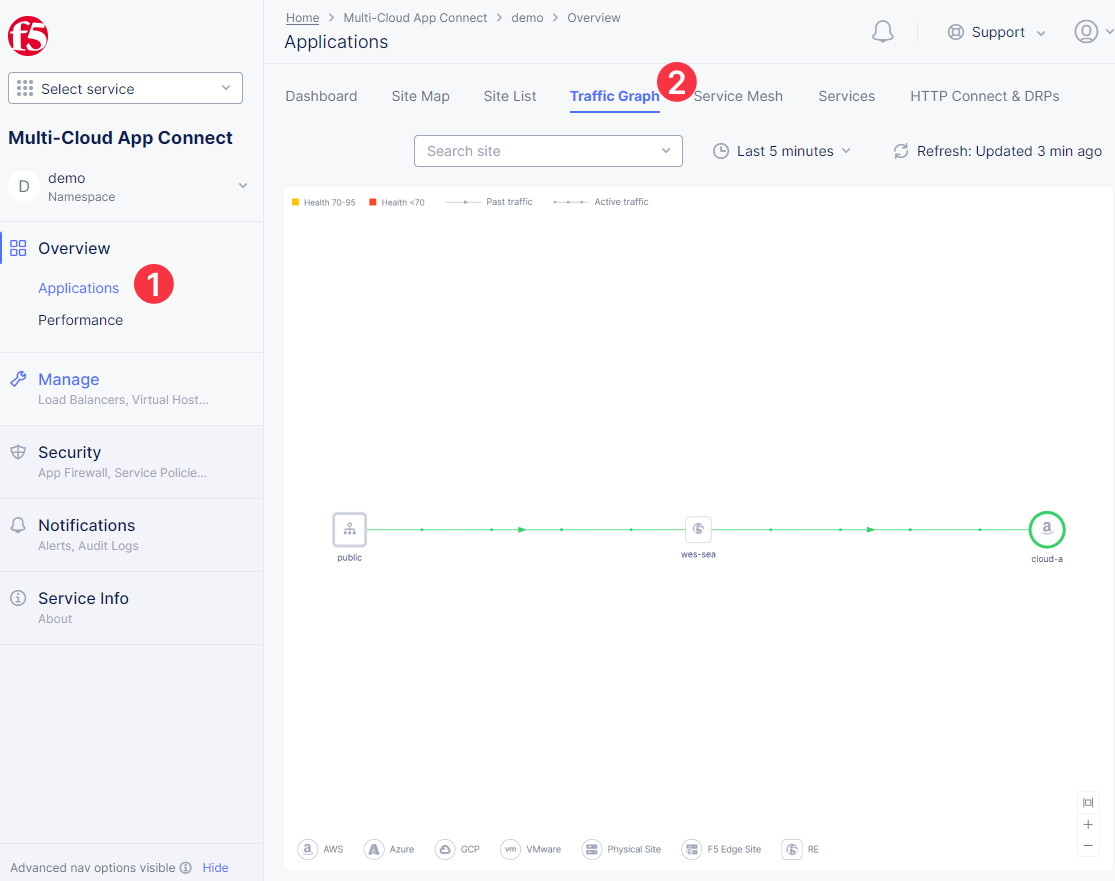 f5
Select service
Multi-Cloud App Connect
D
demo
Namespace
Overview
Applications
1
Performance
Manage
Load Balancers, Virtual Host...
Security
App Firewall, Service Policie...
Notifications
Alerts, Audit Logs
Service Info
About
Advanced nav options visible Hide
Home > Multi-Cloud App Connect > demo > Overview
Applications
Support
Dashboard Site Map Site List Traffic Graph 2 Service Mesh Services HTTP Connect & DRPs
Search site Last 5 minutes Refresh: Updated 3 min ago
Health 70-95 Health <70 Past traffic Active traffic
public
wes-sea
a
cloud-a
+
−
a AWS Azure GCP vm VMware Physical Site F5 Edge Site RE